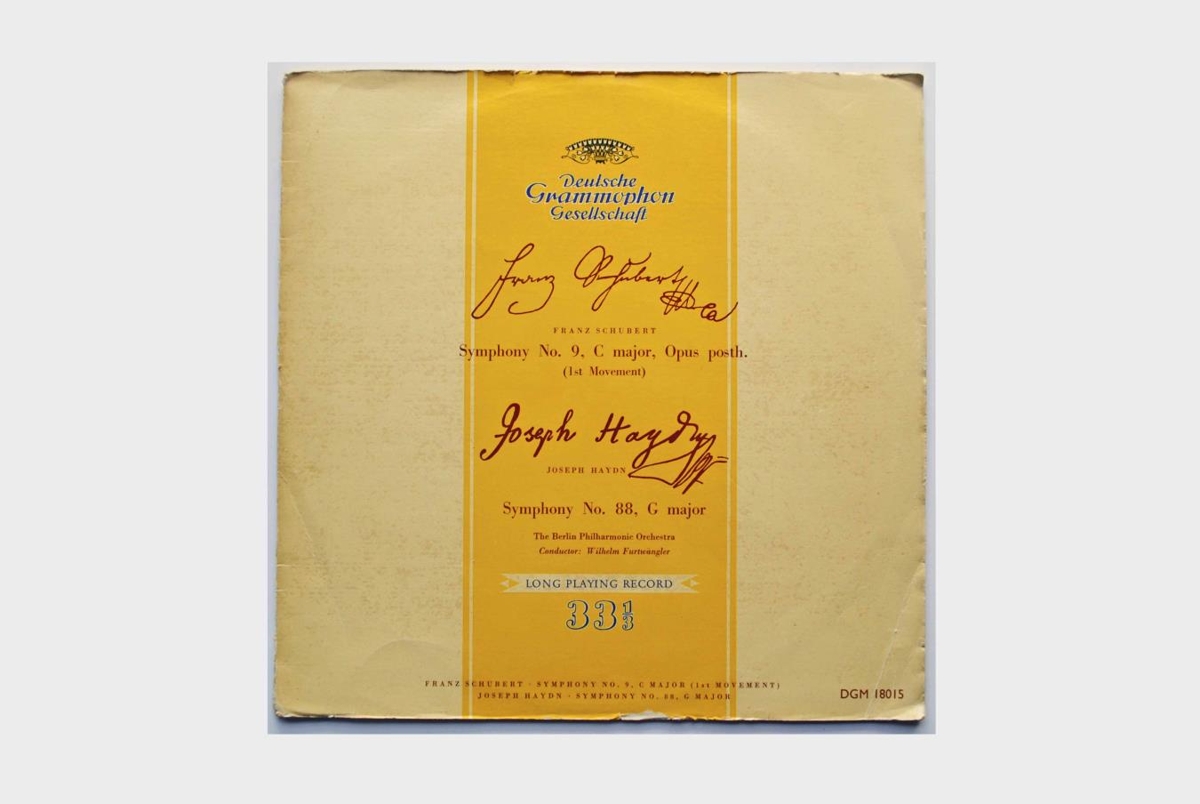 Deutsche
Grammophon
Gesellschaft
Franz Schubert
FRANZ SCHUBERT
Symphony No. 9, C major, Opus posth.
(1st Movement)
Joseph Haydn
JOSEPH HAYDN
Symphony No. 88, G major
The Berlin Philharmonic Orchestra
Conductor: Wilhelm Furtwängler
LONG PLAYING RECORD
33 1/3
FRANZ SCHUBERT · SYMPHONY NO. 9, C MAJOR (1st MOVEMENT)
JOSEPH HAYDN · SYMPHONY NO. 88, G MAJOR
DGM 18015